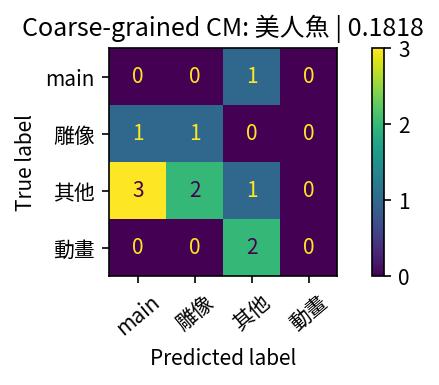 Coarse-grained CM: 美人魚 | 0.1818
True label
main 0 0 1 0
雕像 1 1 0 0
其他 3 2 1 0
動畫 0 0 2 0
main 雕像 其他 動畫
Predicted label
3
2
1
0